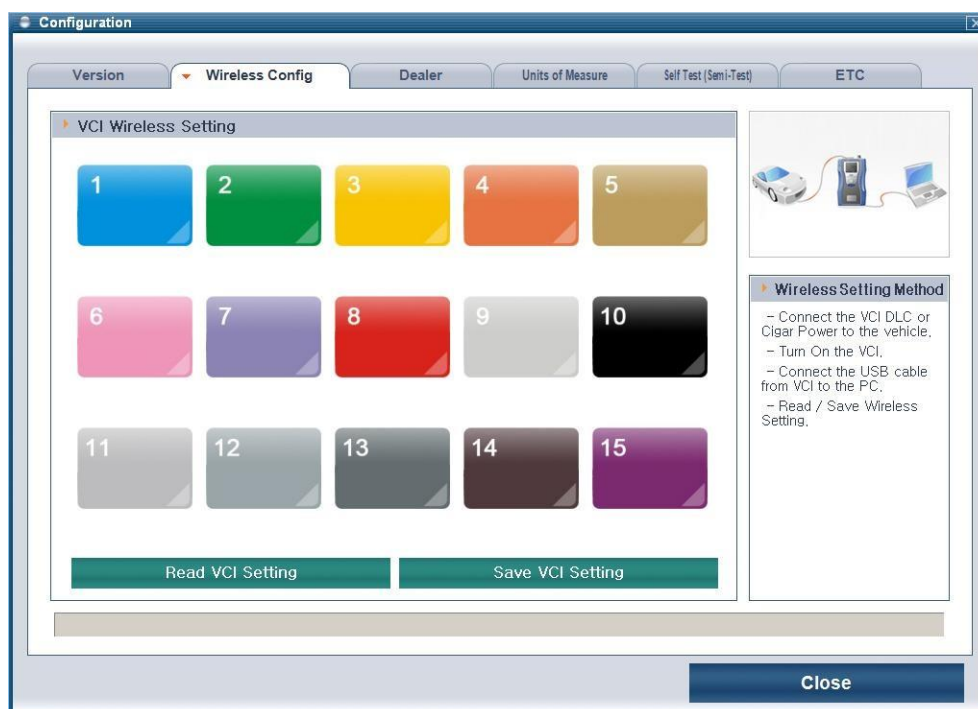 Configuration
Version
Wireless Config
Dealer
Units of Measure
Self Test (Semi-Test)
ETC
VCI Wireless Setting
1
2
3
4
5
6
7
8
9
10
11
12
13
14
15
Read VCI Setting
Save VCI Setting
Wireless Setting Method
- Connect the VCI DLC or
Cigar Power to the vehicle.
- Turn On the VCI.
- Connect the USB cable
from VCI to the PC.
- Read / Save Wireless
Setting.
Close